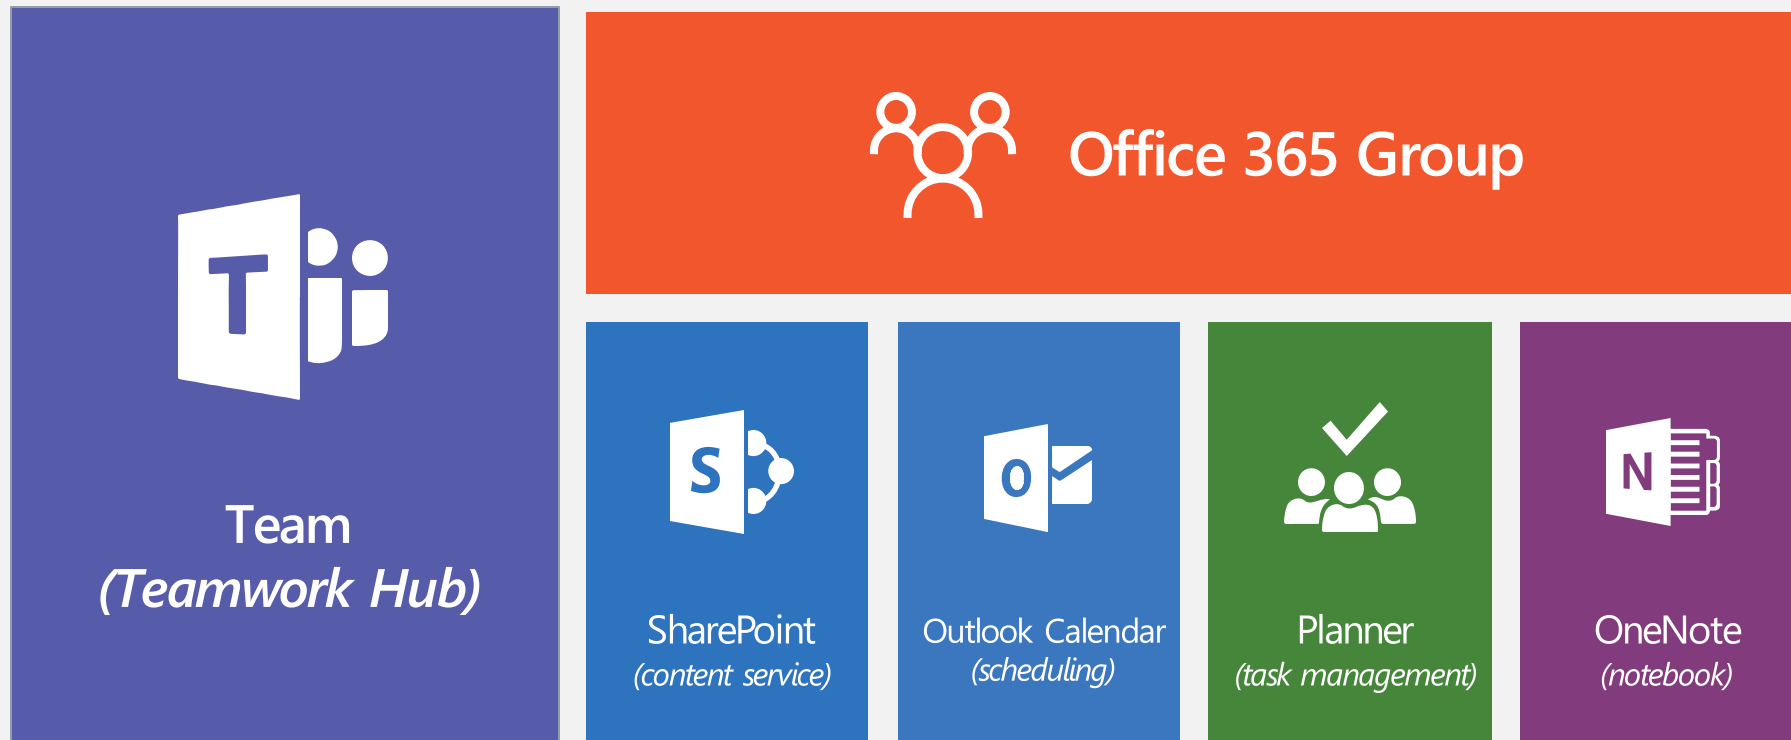 T
Team
(Teamwork Hub)
Office 365 Group
S
SharePoint
(content service)
O
Outlook Calendar
(scheduling)
Planner
(task management)
N
OneNote
(notebook)